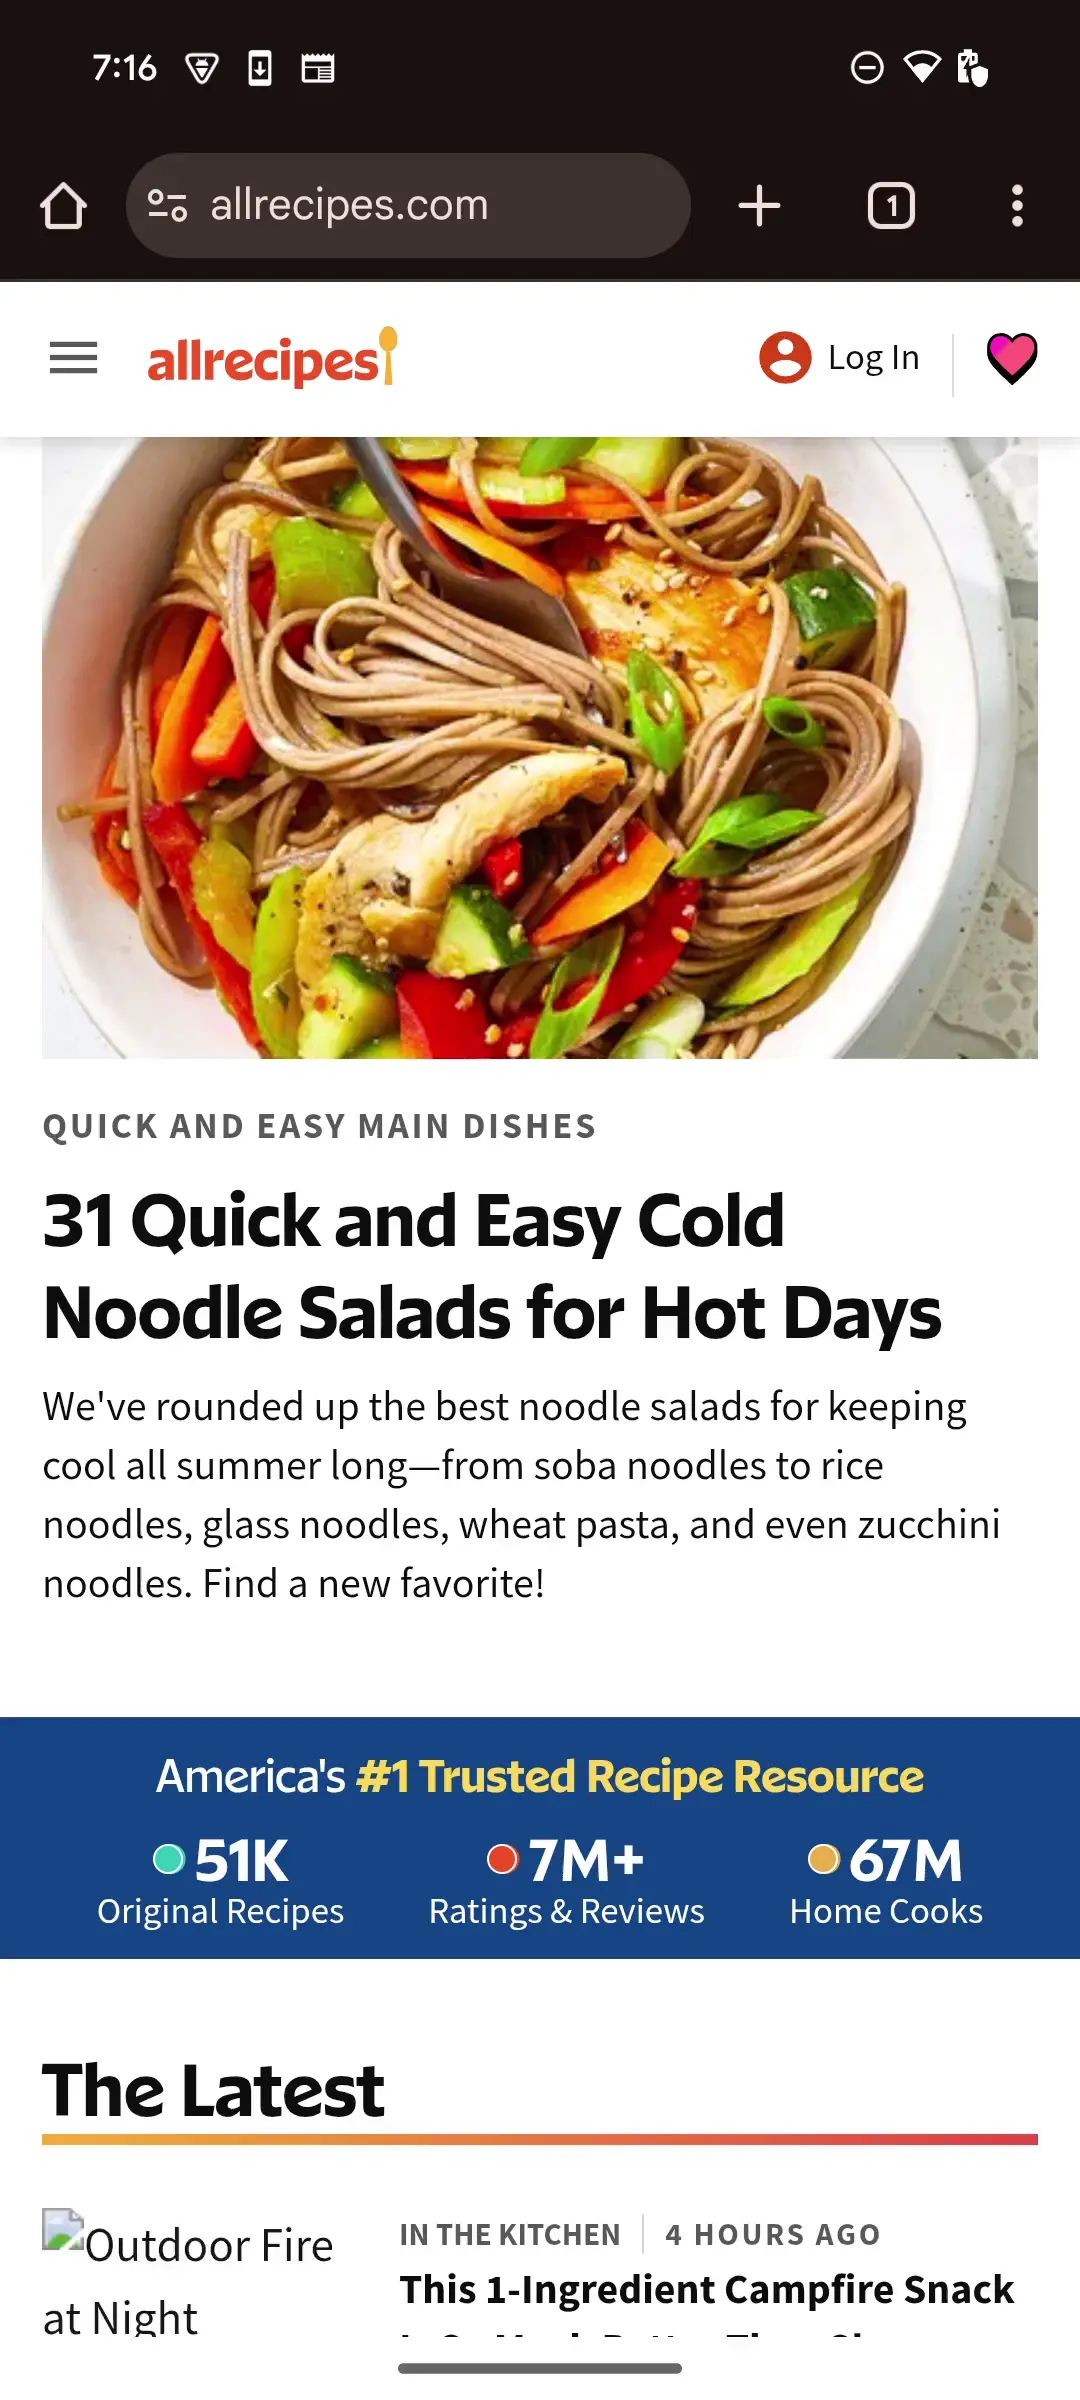 7:16
allrecipes.com
1
allrecipes
Log In
QUICK AND EASY MAIN DISHES
31 Quick and Easy Cold
Noodle Salads for Hot Days
We've rounded up the best noodle salads for keeping
cool all summer long—from soba noodles to rice
noodles, glass noodles, wheat pasta, and even zucchini
noodles. Find a new favorite!
America's #1 Trusted Recipe Resource
51K
7M+
67M
Original Recipes
Ratings & Reviews
Home Cooks
The Latest
Outdoor Fire
at Night
IN THE KITCHEN
4 HOURS AGO
This 1-Ingredient Campfire Snack